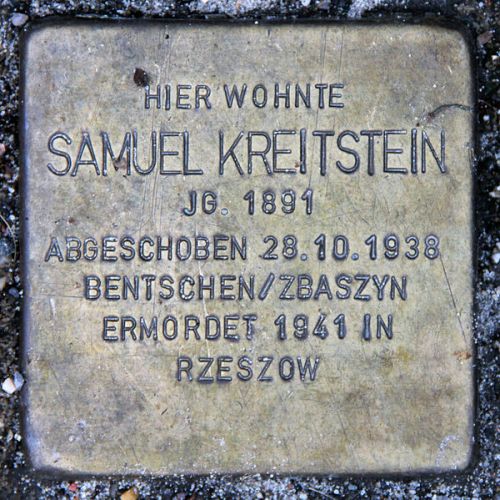 HIER WOHNTE
SAMUEL KREITSTEIN
JG. 1891
ABGESCHOBEN 28.10.1938
BENTSCHEN/ZBASZYN
ERMORDET 1941 IN
RZESZOW